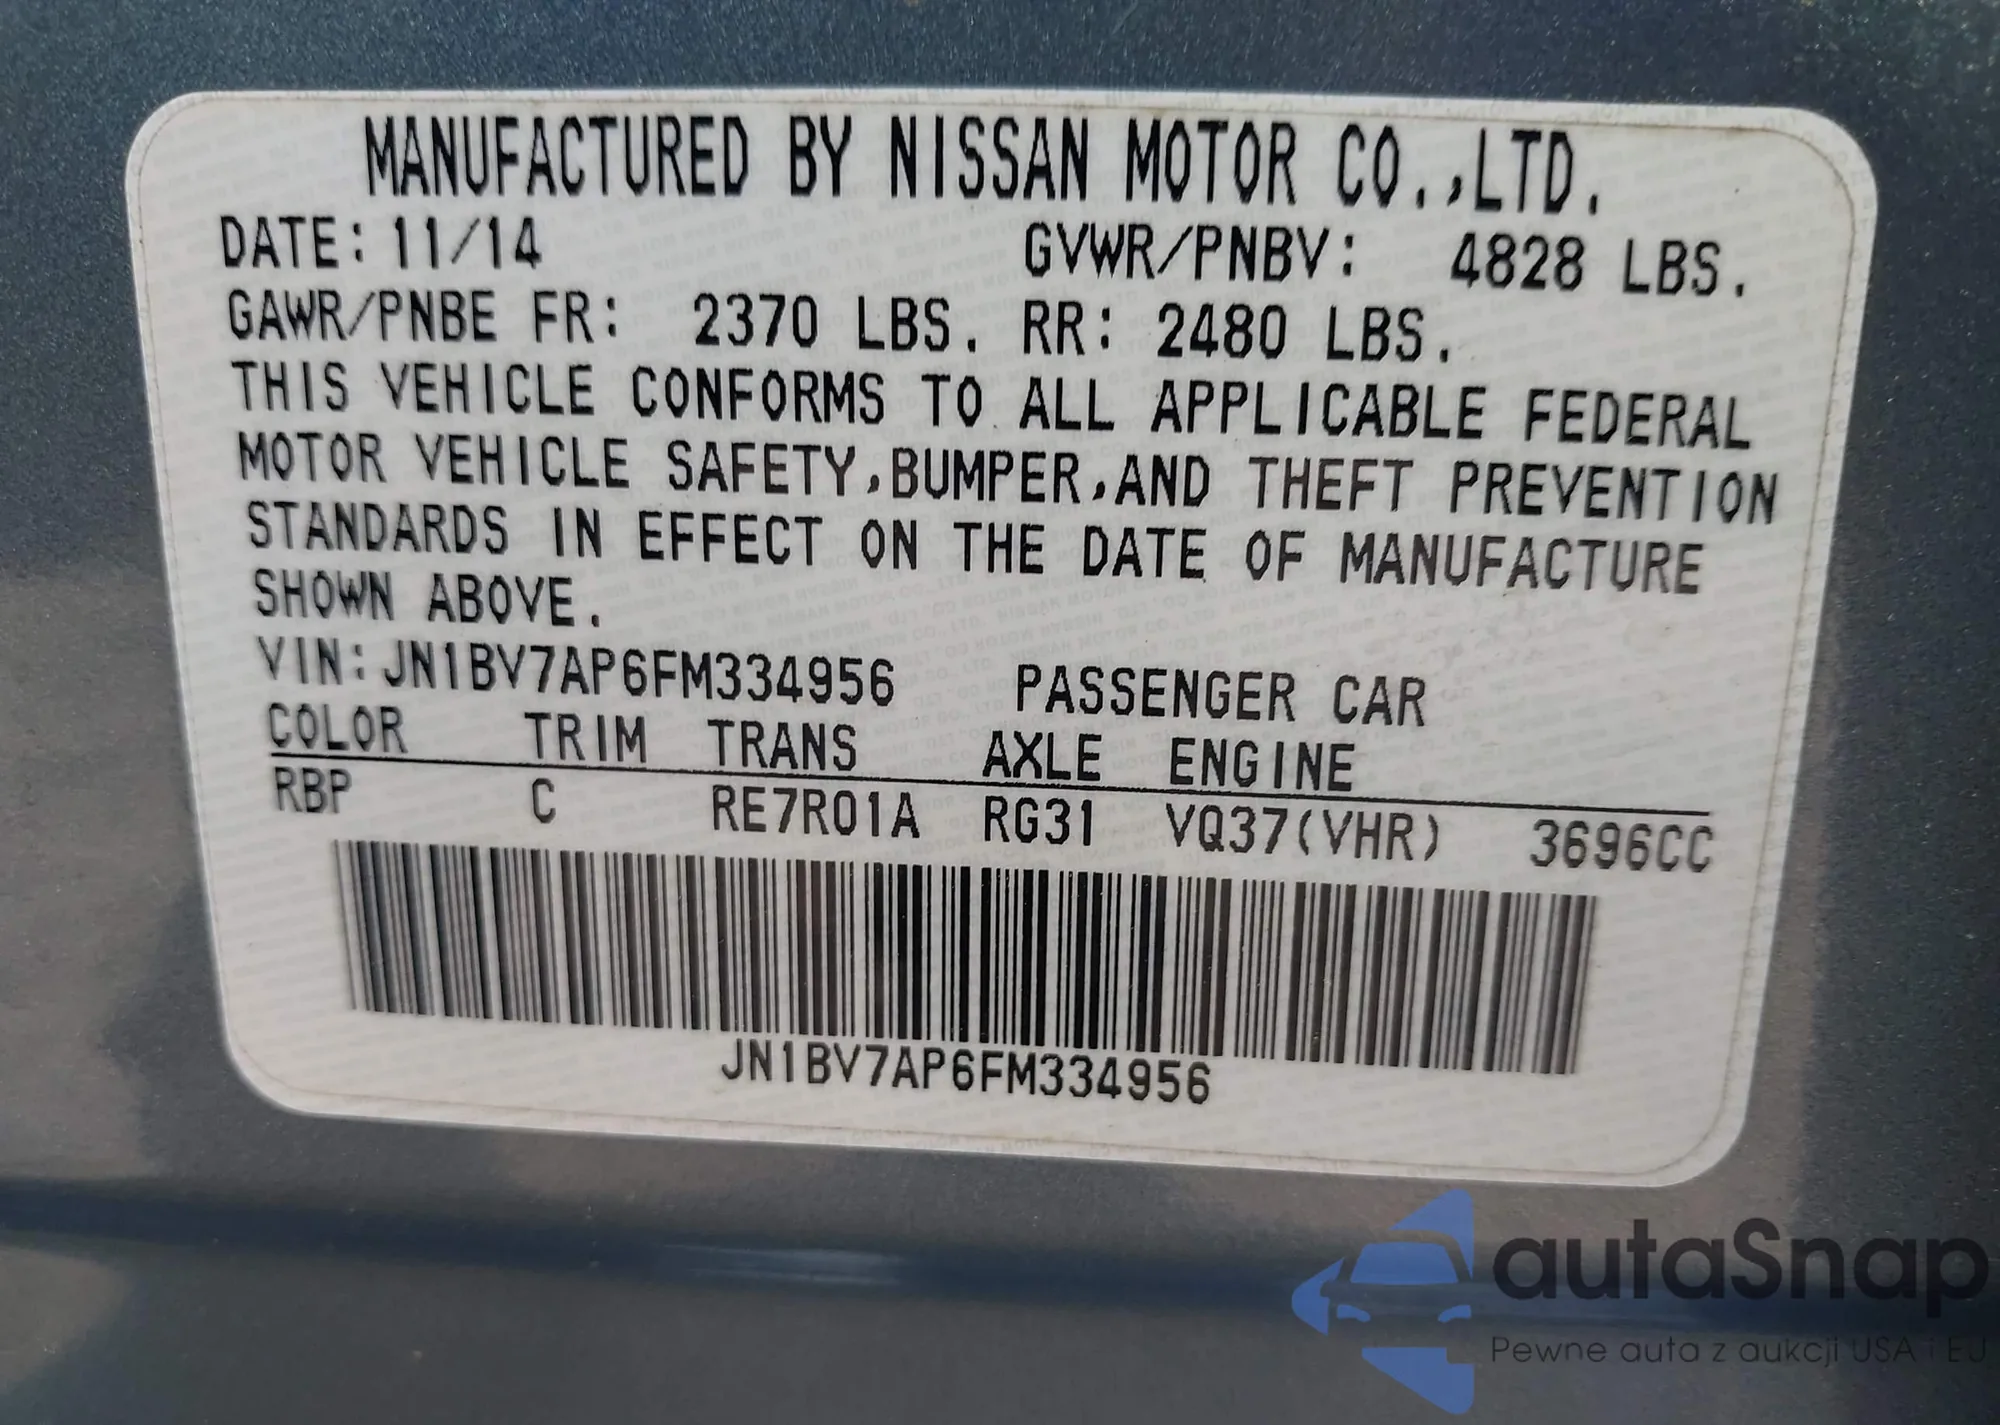 MANUFACTURED BY NISSAN MOTOR CO.,LTD.
DATE: 11/14 GVWR/PNBV: 4828 LBS.
GAWR/PNBE FR: 2370 LBS. RR: 2480 LBS.
THIS VEHICLE CONFORMS TO ALL APPLICABLE FEDERAL
MOTOR VEHICLE SAFETY,BUMPER,AND THEFT PREVENTION
STANDARDS IN EFFECT ON THE DATE OF MANUFACTURE
SHOWN ABOVE.
VIN:JN1BV7AP6FM334956 PASSENGER CAR
COLOR TRIM TRANS AXLE ENGINE
RBP C RE7R01A RG31 VQ37(VHR) 3696CC
JN1BV7AP6FM334956
autaSnap
Pewne auta z aukcji USA i EU